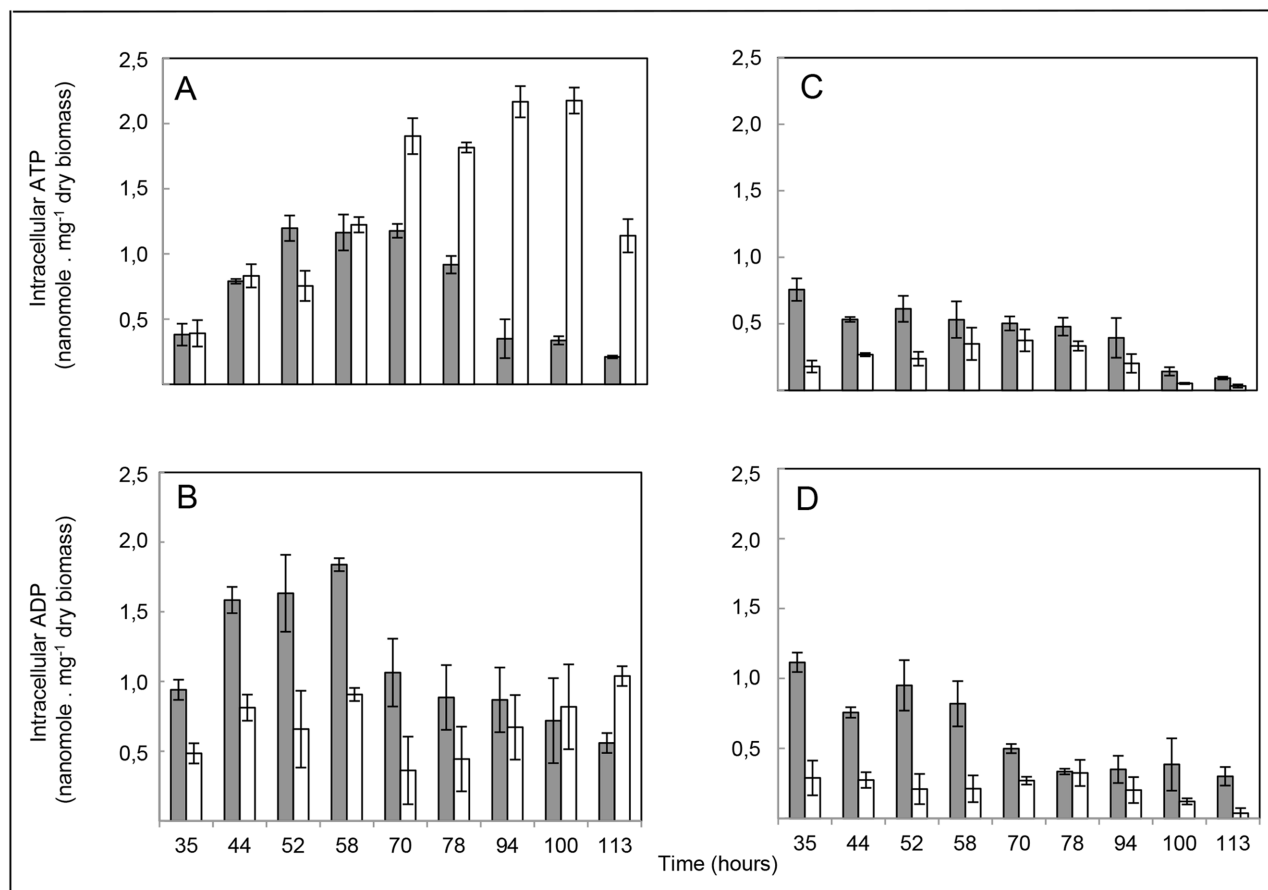 A
Intracellular ATP
(nanomole . mg⁻¹ dry biomass)
2,5
2,0
1,5
1,0
0,5
C
2,5
2,0
1,5
1,0
0,5
B
Intracellular ADP
(nanomole . mg⁻¹ dry biomass)
2,5
2,0
1,5
1,0
0,5
35 44 52 58 70 78 94 100 113
D
2,5
2,0
1,5
1,0
0,5
35 44 52 58 70 78 94 100 113
Time (hours)